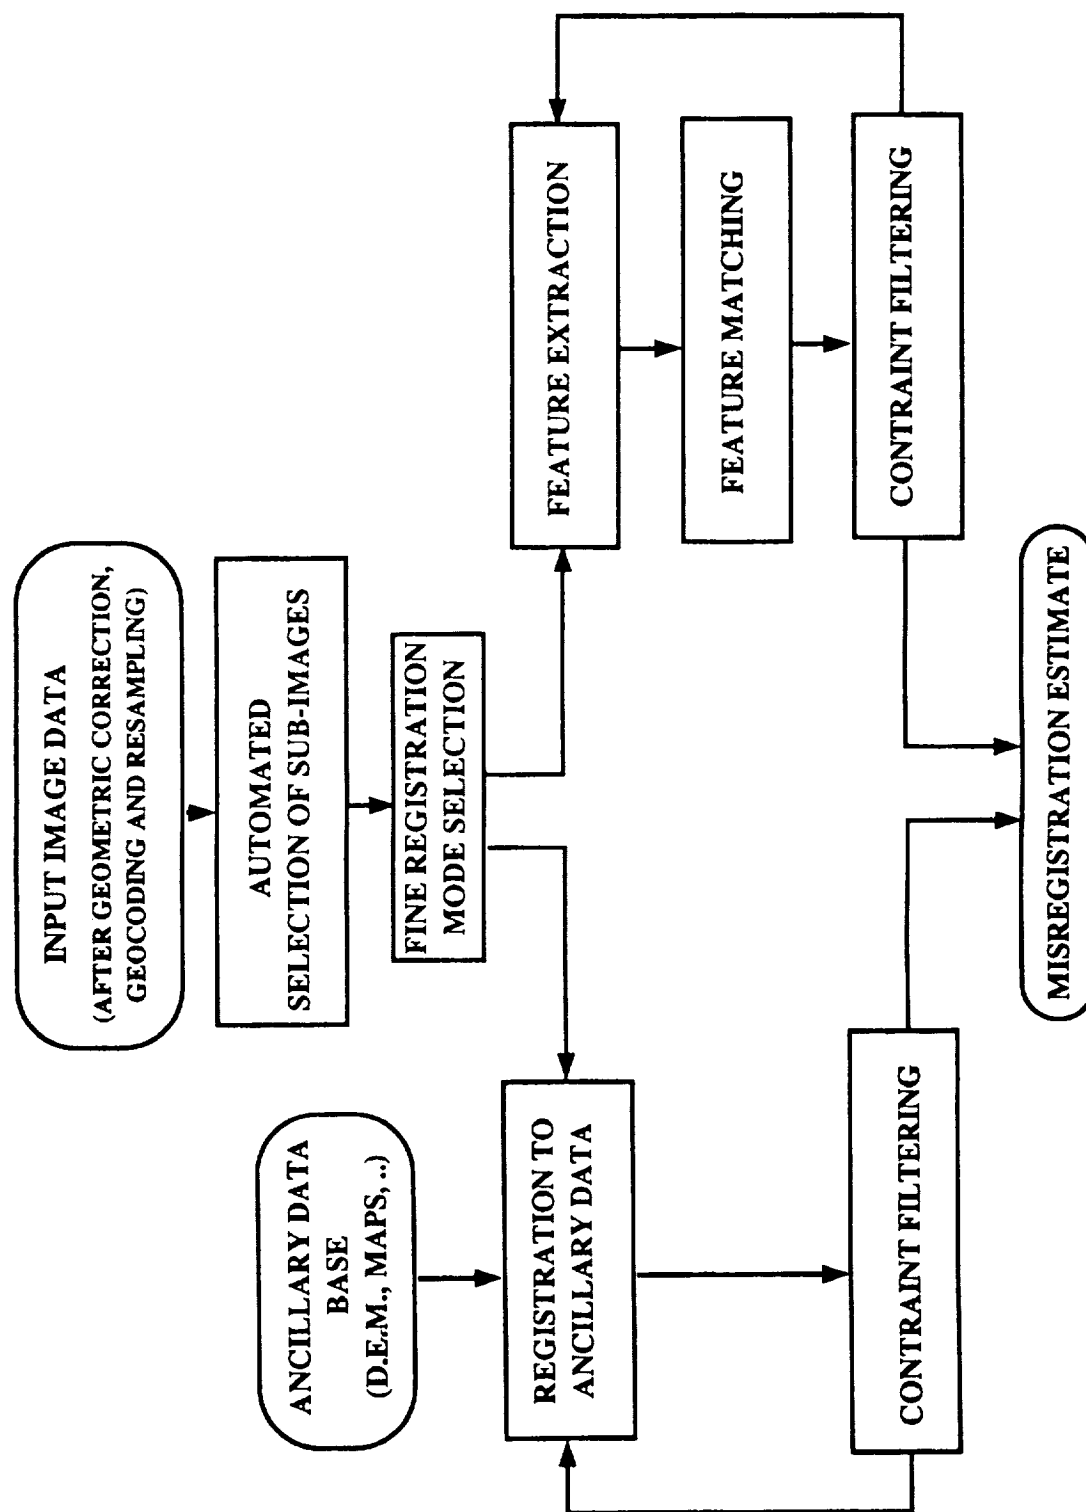 INPUT IMAGE DATA
(AFTER GEOMETRIC CORRECTION,
GEOCODING AND RESAMPLING)
AUTOMATED
SELECTION OF SUB-IMAGES
FINE REGISTRATION
MODE SELECTION
ANCILLARY DATA
BASE
(D.E.M., MAPS, ..)
REGISTRATION TO
ANCILLARY DATA
CONTRAINT FILTERING
FEATURE EXTRACTION
FEATURE MATCHING
CONTRAINT FILTERING
MISREGISTRATION ESTIMATE